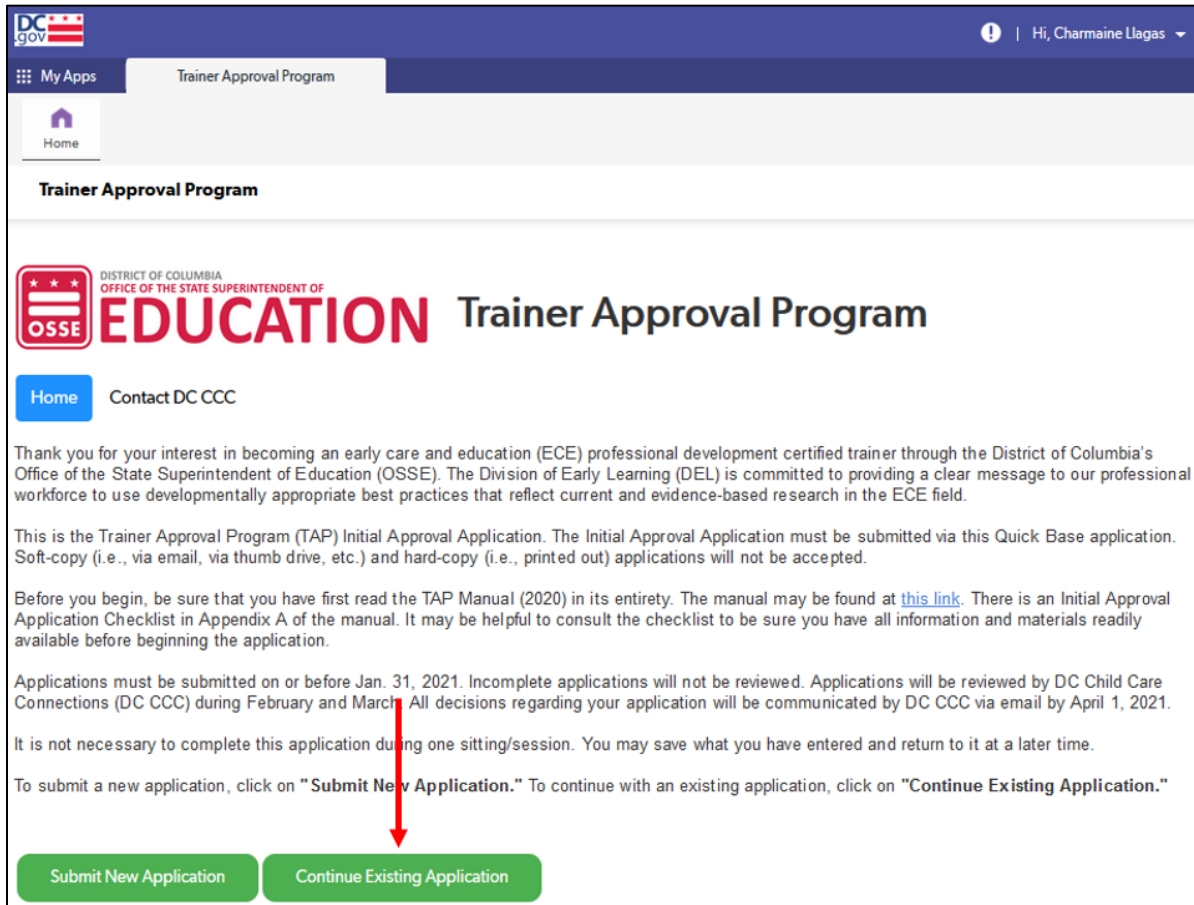 DC
.gov
! | Hi, Charmaine Llagas
My Apps Trainer Approval Program
Home
Trainer Approval Program
DISTRICT OF COLUMBIA
OFFICE OF THE STATE SUPERINTENDENT OF
OSSE EDUCATION Trainer Approval Program
Home Contact DC CCC
Thank you for your interest in becoming an early care and education (ECE) professional development certified trainer through the District of Columbia's
Office of the State Superintendent of Education (OSSE). The Division of Early Learning (DEL) is committed to providing a clear message to our professional
workforce to use developmentally appropriate best practices that reflect current and evidence-based research in the ECE field.
This is the Trainer Approval Program (TAP) Initial Approval Application. The Initial Approval Application must be submitted via this Quick Base application.
Soft-copy (i.e., via email, via thumb drive, etc.) and hard-copy (i.e., printed out) applications will not be accepted.
Before you begin, be sure that you have first read the TAP Manual (2020) in its entirety. The manual may be found at this link. There is an Initial Approval
Application Checklist in Appendix A of the manual. It may be helpful to consult the checklist to be sure you have all information and materials readily
available before beginning the application.
Applications must be submitted on or before Jan. 31, 2021. Incomplete applications will not be reviewed. Applications will be reviewed by DC Child Care
Connections (DC CCC) during February and March. All decisions regarding your application will be communicated by DC CCC via email by April 1, 2021.
It is not necessary to complete this application during one sitting/session. You may save what you have entered and return to it at a later time.
To submit a new application, click on "Submit New Application." To continue with an existing application, click on "Continue Existing Application."
Submit New Application Continue Existing Application